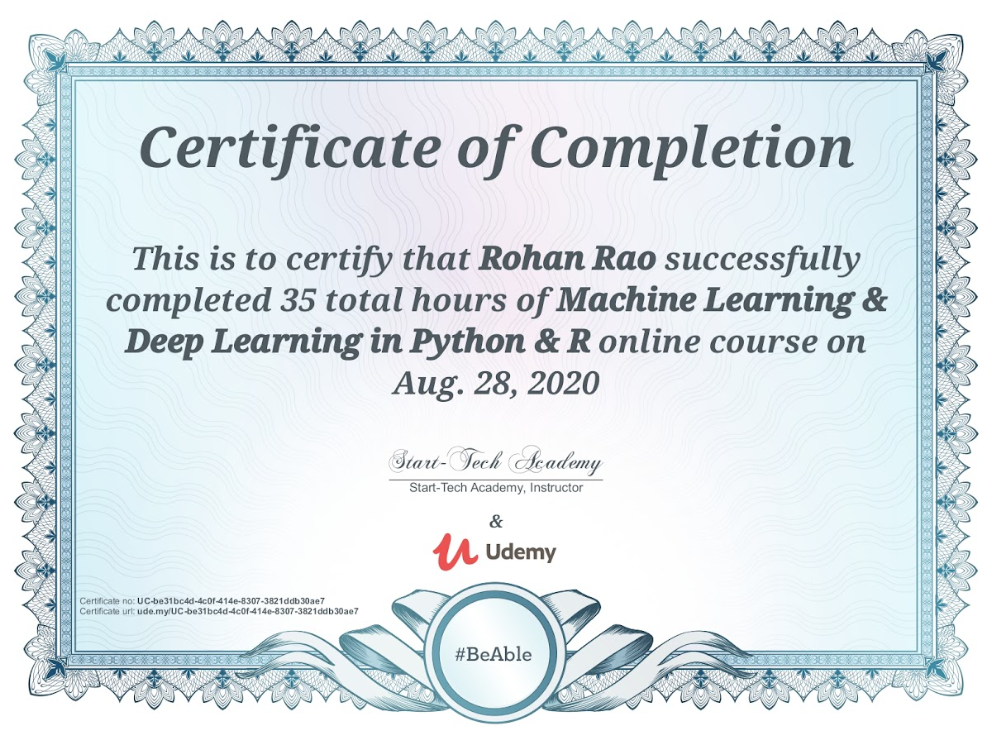 Certificate of Completion
This is to certify that Rohan Rao successfully
completed 35 total hours of Machine Learning &
Deep Learning in Python & R online course on
Aug. 28, 2020
Start-Tech Academy
Start-Tech Academy, Instructor
&
Udemy
Certificate no: UC-be31bc4d-4c0f-414e-8307-3821ddb30ae7
Certificate url: ude.my/UC-be31bc4d-4c0f-414e-8307-3821ddb30ae7
#BeAble